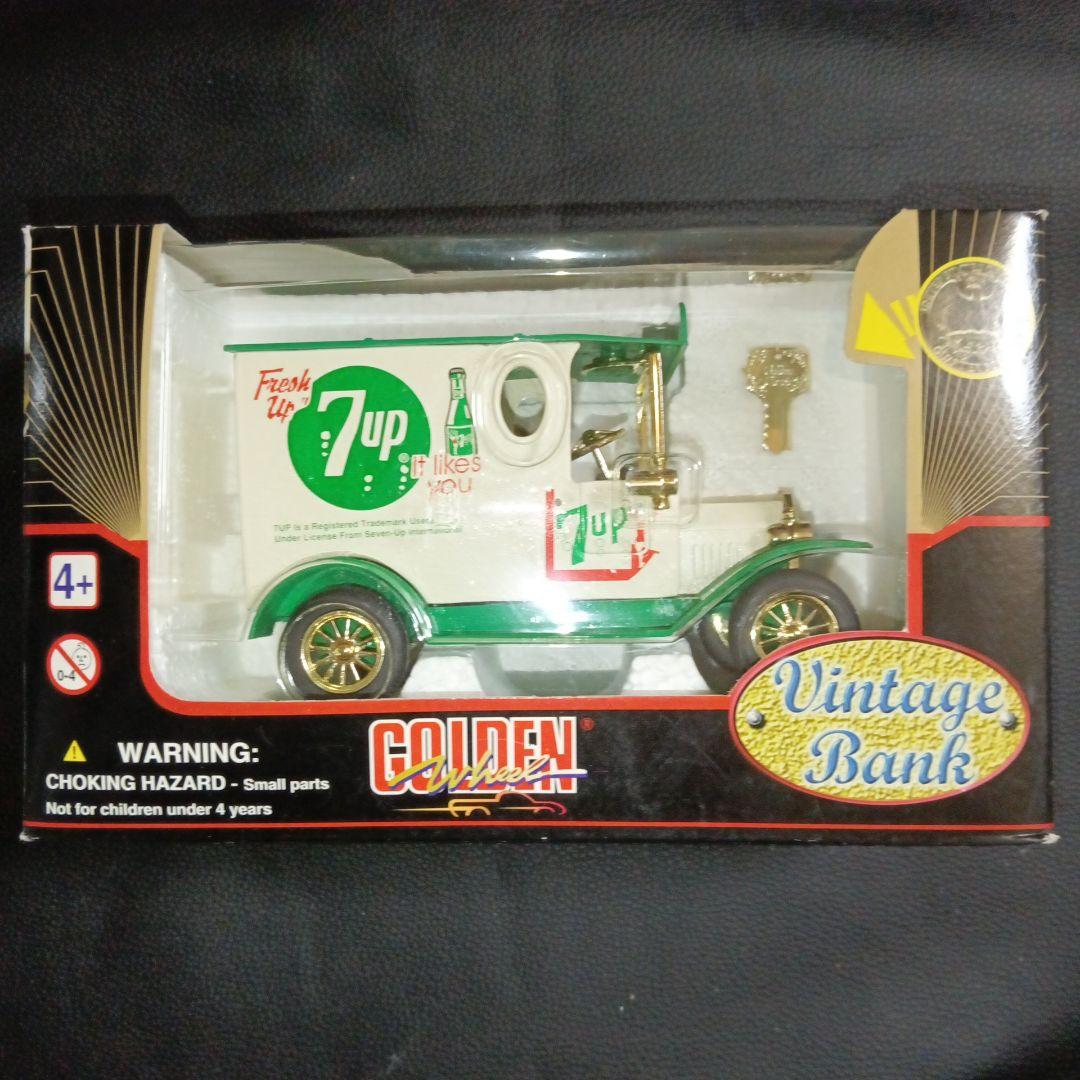 Fresh
Up
7up
It likes
you
7UP is a Registered Trademark Used
Under License From Seven-Up International
7up
4+
0-4
WARNING:
CHOKING HAZARD - Small parts
Not for children under 4 years
GOLDEN®
Wheel
Vintage
Bank